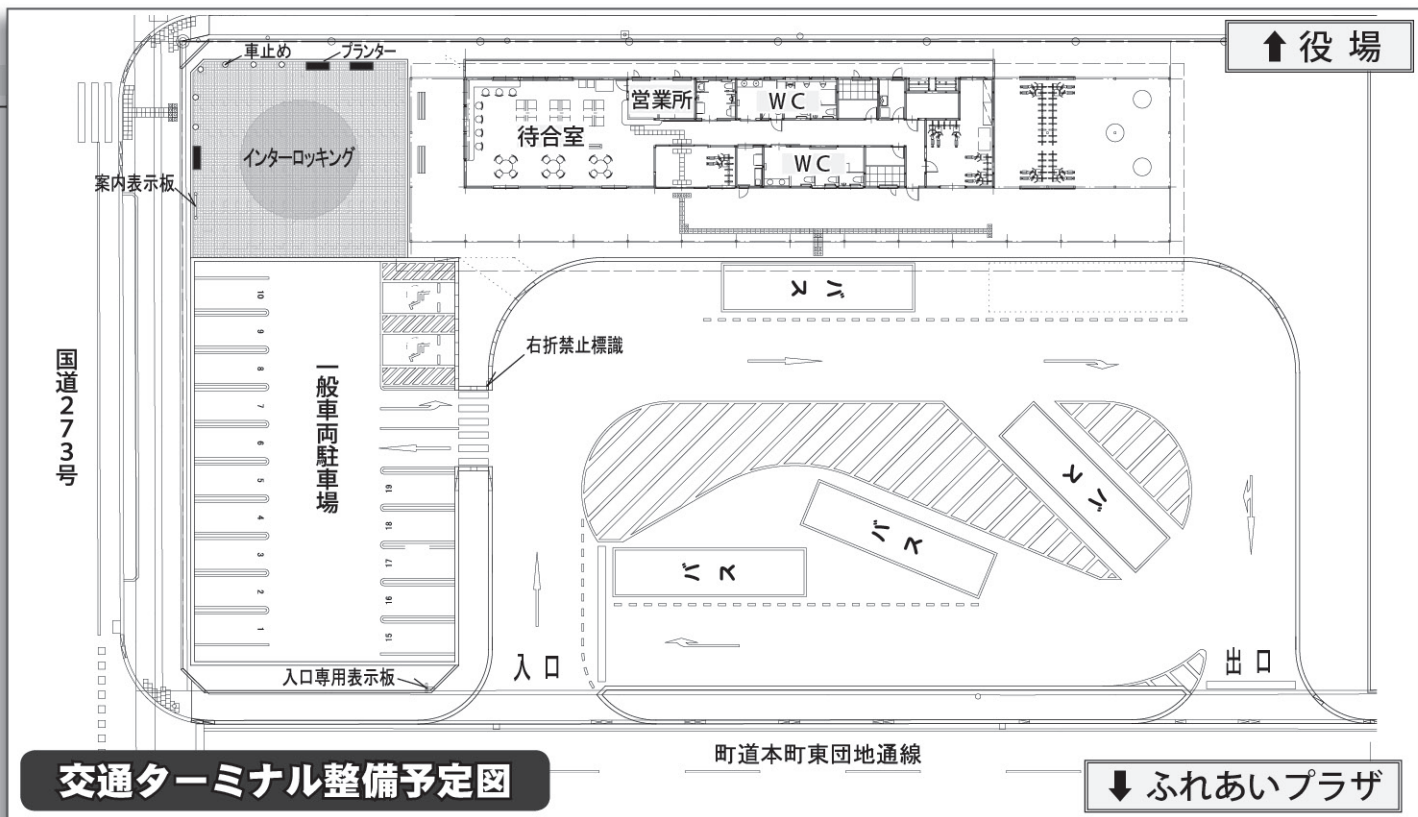 ↑役場
車止め
プランター
営業所
WC
待合室
WC
インターロッキング
案内表示板
国道273号
一般車両駐車場
10
9
8
7
6
5
4
3
2
1
19
18
17
16
15
右折禁止標識
バス
バス
バス
バス
入口
出口
入口専用表示板
町道本町東団地通線
交通ターミナル整備予定図
↓ふれあいプラザ